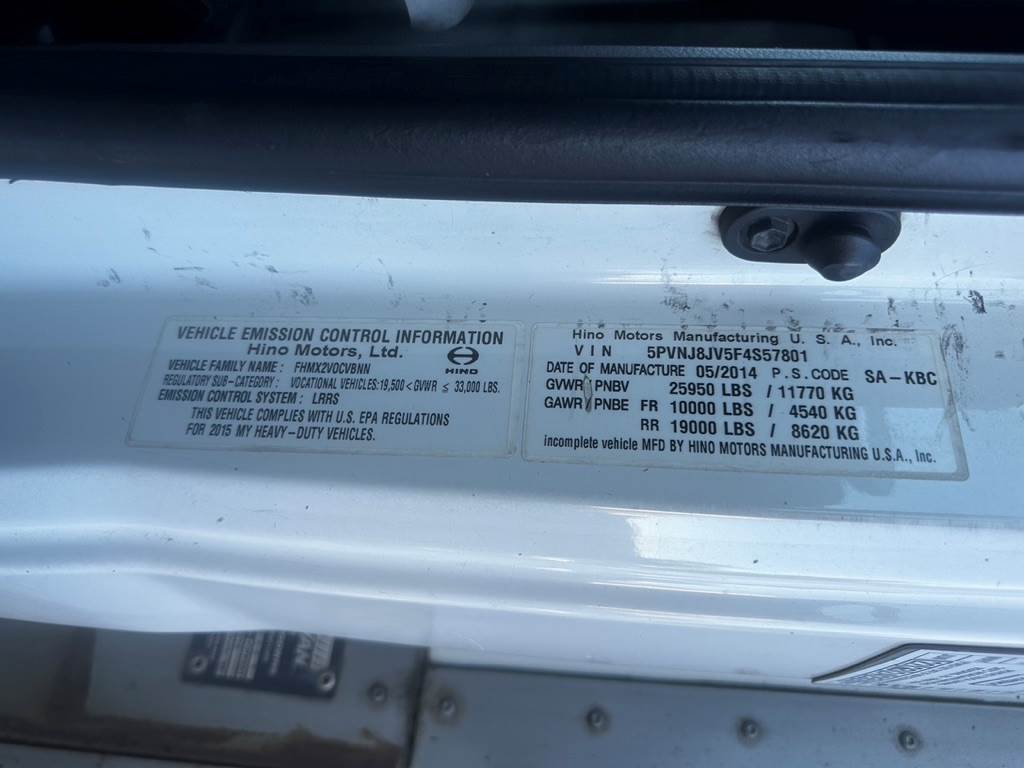 VEHICLE EMISSION CONTROL INFORMATION
Hino Motors, Ltd.
HINO
VEHICLE FAMILY NAME : FHMX2VOCVBNN
REGULATORY SUB-CATEGORY : VOCATIONAL VEHICLES:19,500 < GVWR ≤ 33,000 LBS.
EMISSION CONTROL SYSTEM : LRRS
THIS VEHICLE COMPLIES WITH U.S. EPA REGULATIONS
FOR 2015 MY HEAVY-DUTY VEHICLES.
Hino Motors Manufacturing U. S. A., Inc.
V I N 5PVNJ8JV5F4S57801
DATE OF MANUFACTURE 05/2014 P.S.CODE SA-KBC
GVWR PNBV 25950 LBS / 11770 KG
GAWR PNBE FR 10000 LBS / 4540 KG
RR 19000 LBS / 8620 KG
incomplete vehicle MFD BY HINO MOTORS MANUFACTURING U.S.A., Inc.
VAN